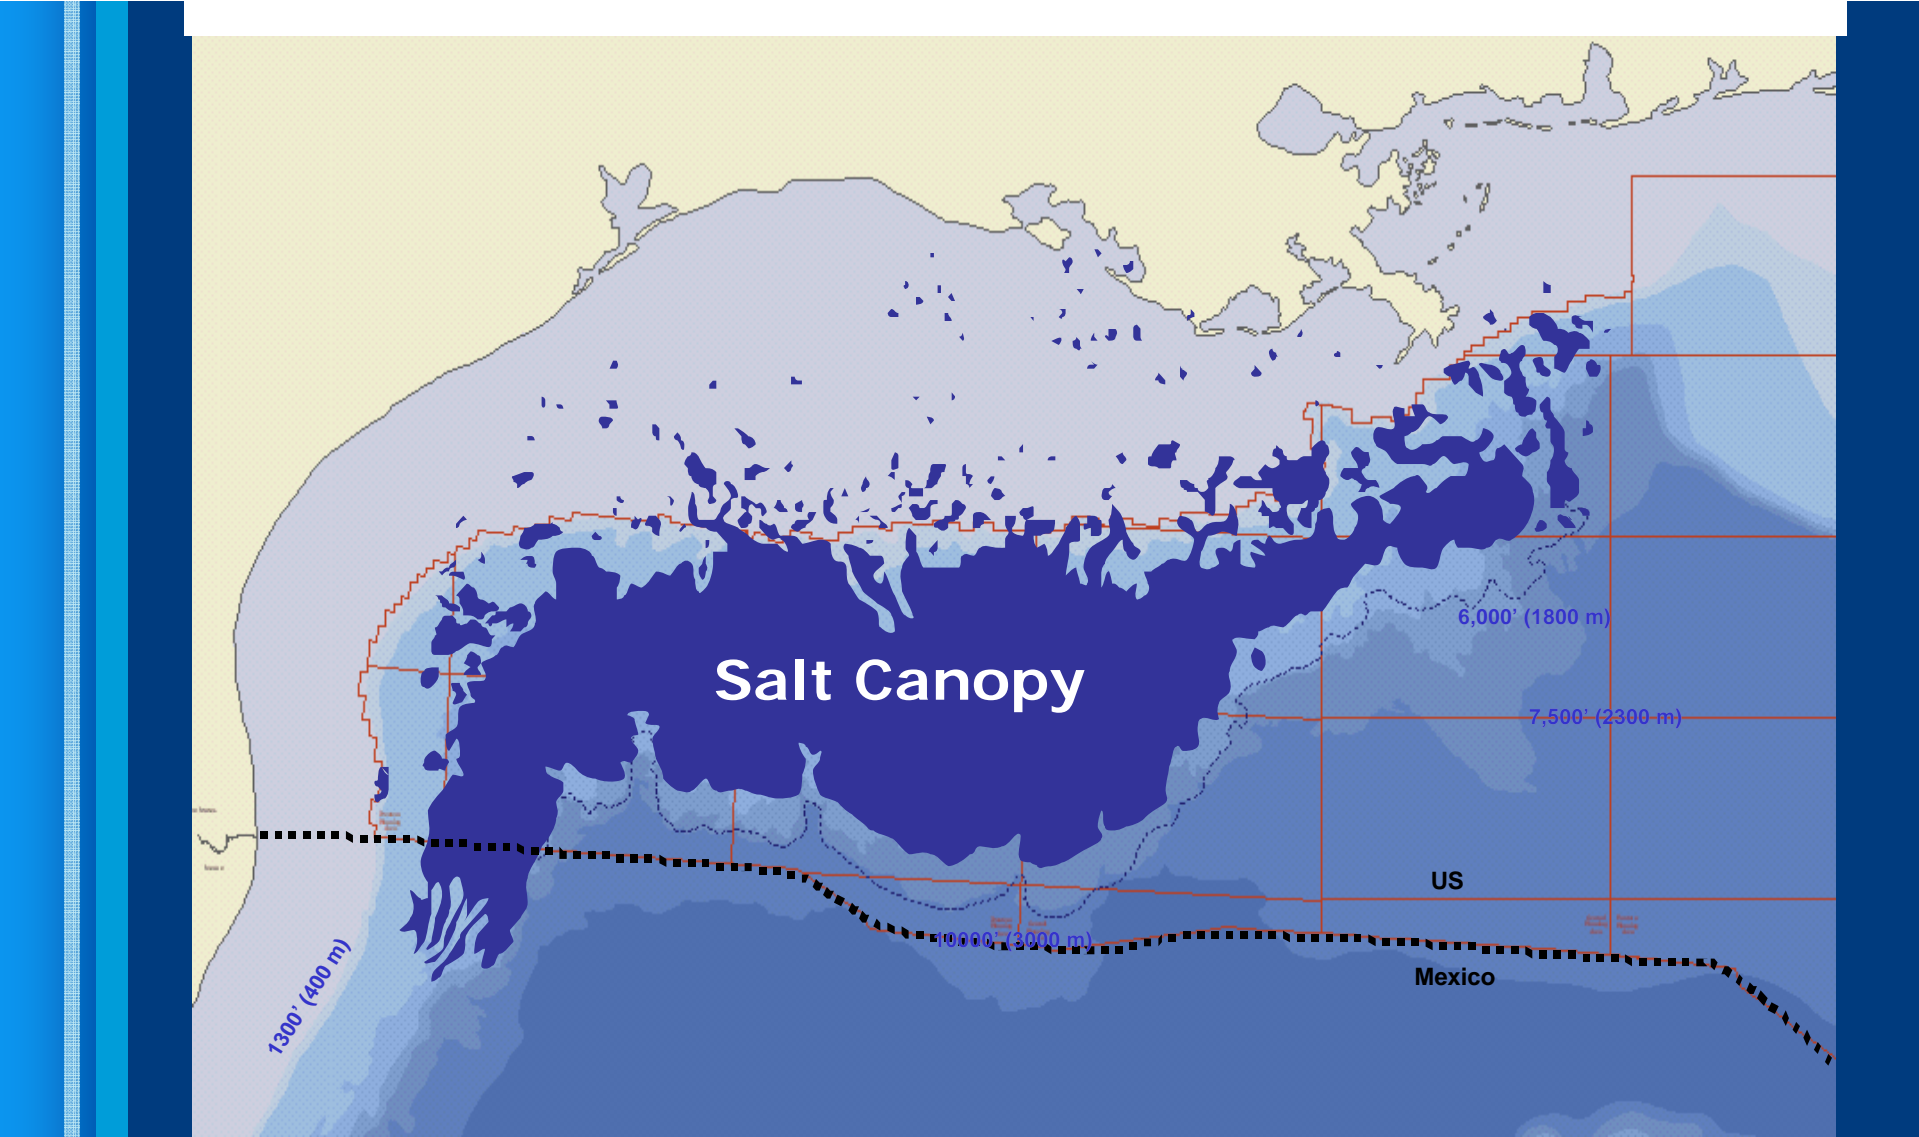 Salt Canopy
6,000’ (1800 m)
7,500’ (2300 m)
US
10000’ (3000 m)
Mexico
1300’ (400 m)